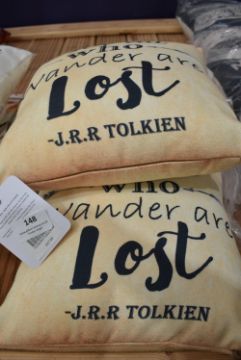 who
wander are
Lost
-J.R.R TOLKIEN
148
who
wander are
Lost
-J.R.R TOLKIEN